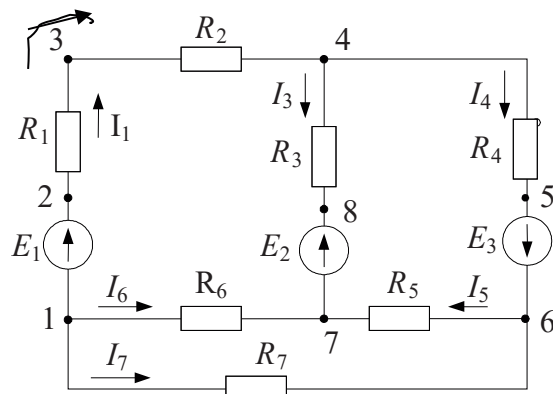 3 R₂ 4
I₃ I₄
R₁ I₁ R₃ R₄
2 8 5
E₁ E₂ E₃
I₆ R₆ R₅ I₅
1 7 6
I₇ R₇